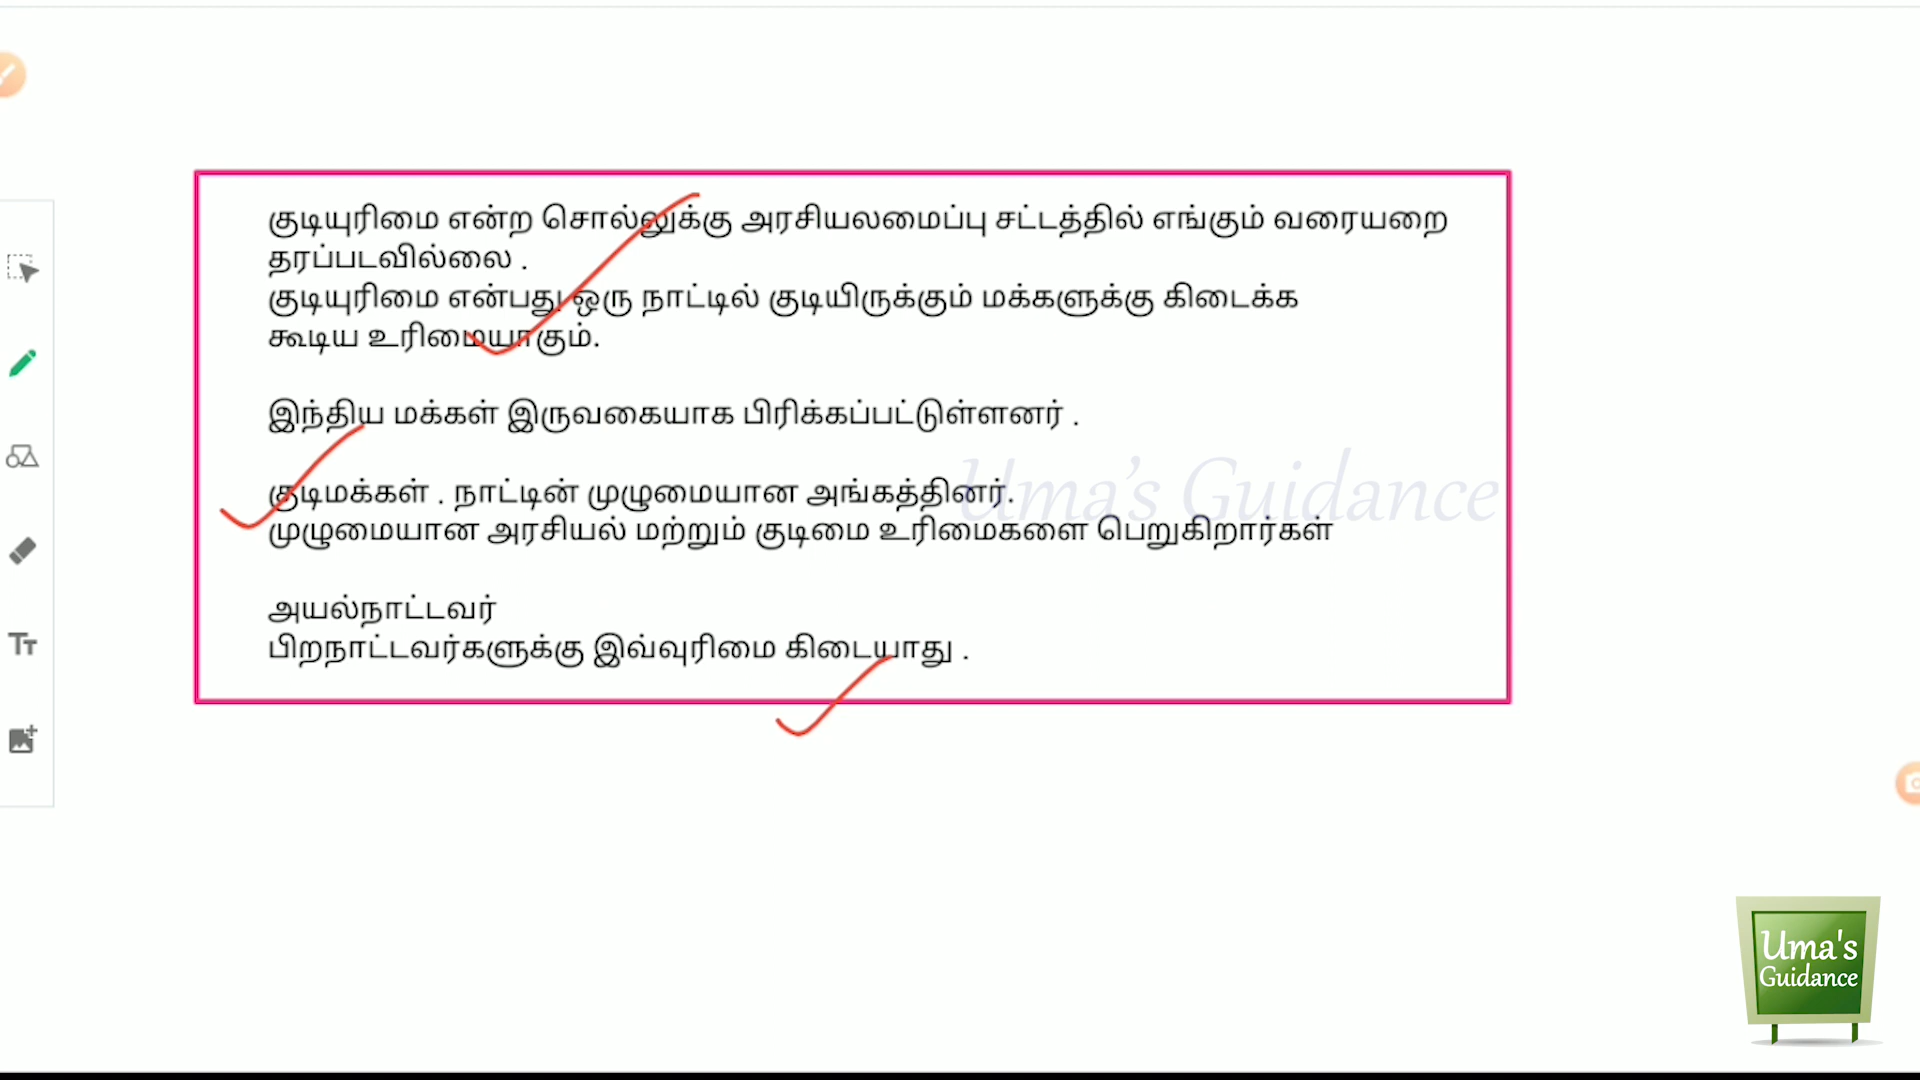 குடியுரிமை என்ற சொல்லுக்கு அரசியலமைப்பு சட்டத்தில் எங்கும் வரையறை
தரப்படவில்லை .
குடியுரிமை என்பது ஒரு நாட்டில் குடியிருக்கும் மக்களுக்கு கிடைக்க
கூடிய உரிமையாகும்.
இந்திய மக்கள் இருவகையாக பிரிக்கப்பட்டுள்ளனர் .
குடிமக்கள் . நாட்டின் முழுமையான அங்கத்தினர்.
முழுமையான அரசியல் மற்றும் குடிமை உரிமைகளை பெறுகிறார்கள்
அயல்நாட்டவர்
பிறநாட்டவர்களுக்கு இவ்வுரிமை கிடையாது .
Uma's Guidance
TT
Uma's
Guidance